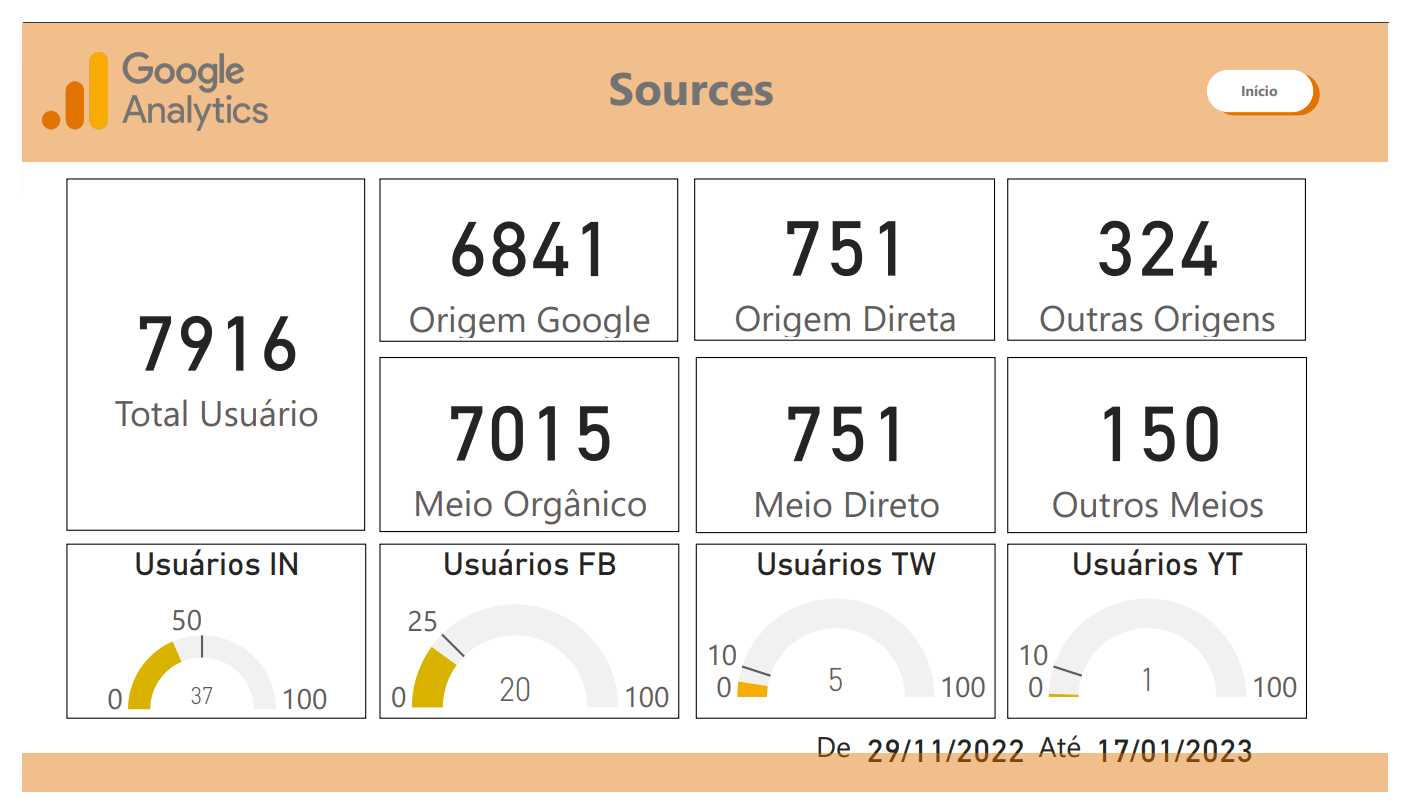 Google
Analytics
Sources
Início
7916
Total Usuário
6841
Origem Google
751
Origem Direta
324
Outras Origens
7015
Meio Orgânico
751
Meio Direto
150
Outros Meios
Usuários IN
50
0
37
100
Usuários FB
25
0
20
100
Usuários TW
10
0
5
100
Usuários YT
10
0
1
100
De 29/11/2022 Até 17/01/2023